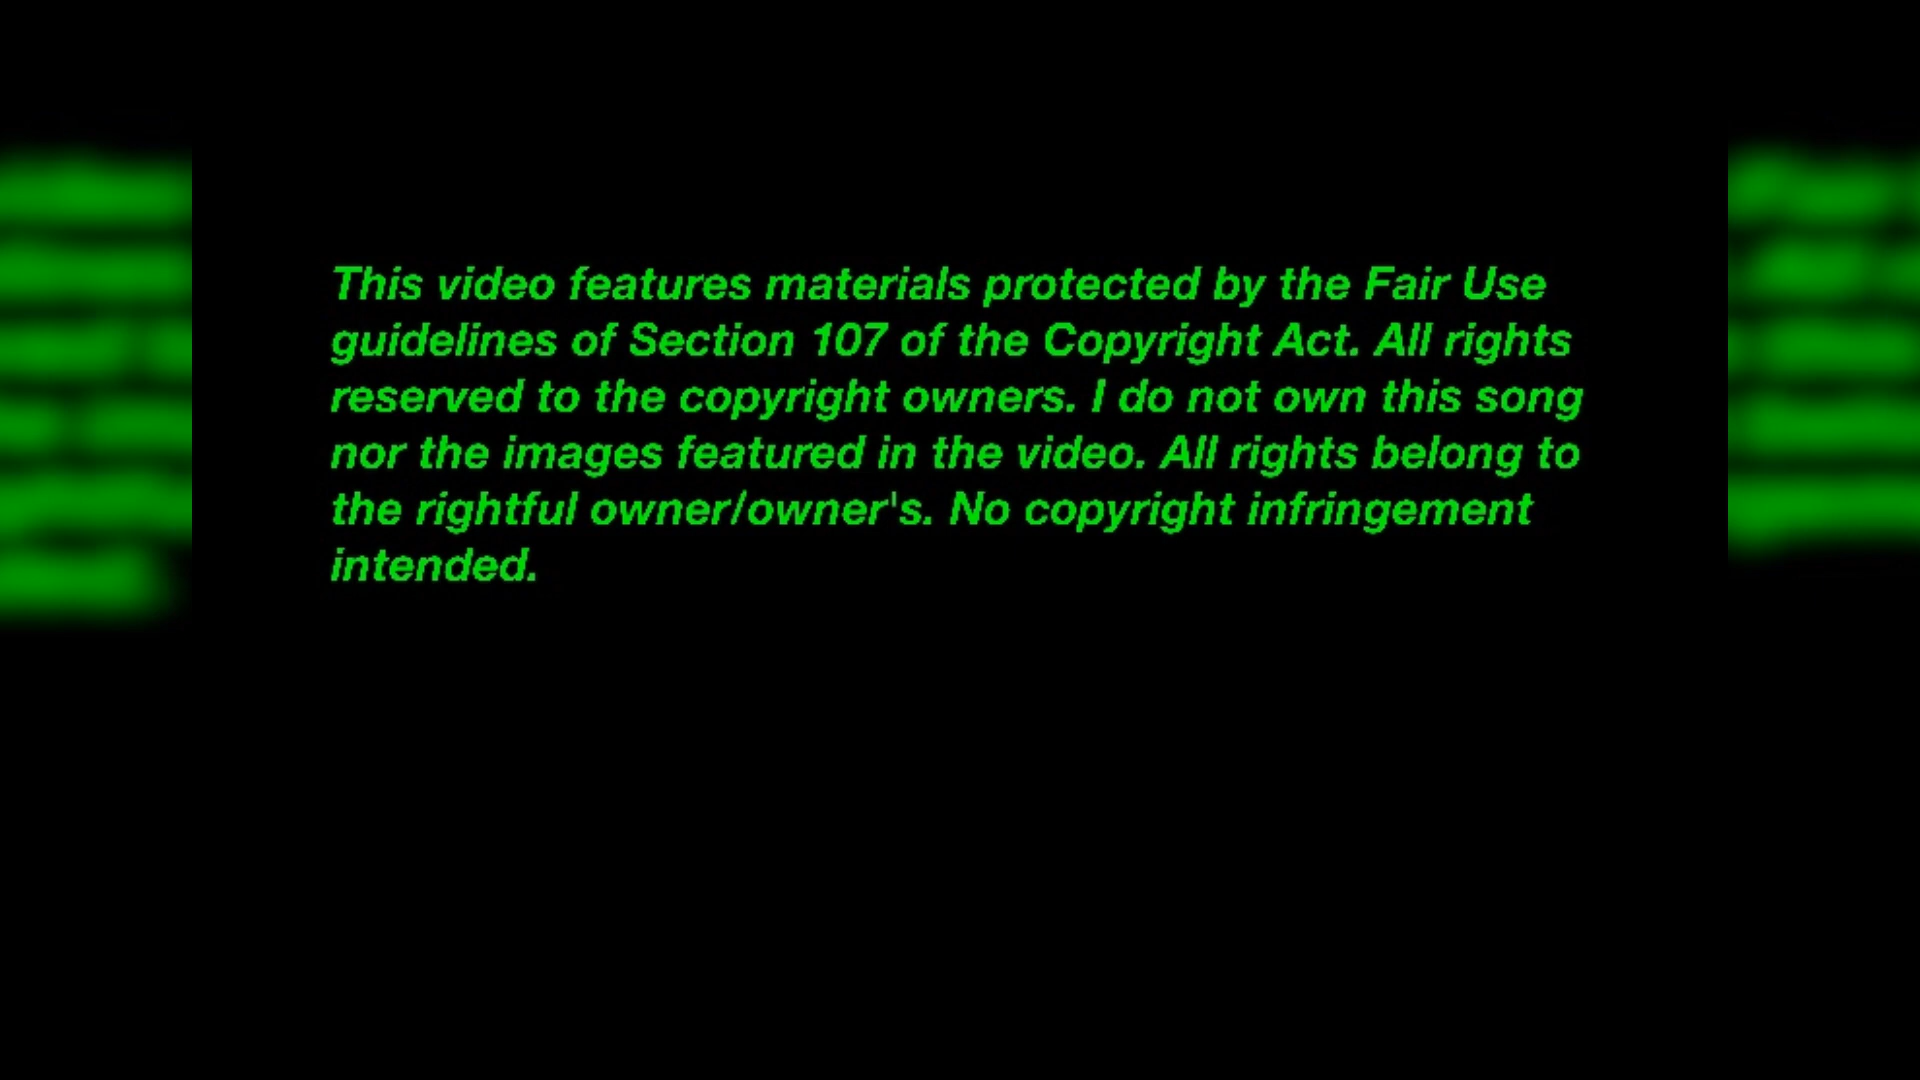 This video features materials protected by the Fair Use
guidelines of Section 107 of the Copyright Act. All rights
reserved to the copyright owners. I do not own this song
nor the images featured in the video. All rights belong to
the rightful owner/owner's. No copyright infringement
intended.